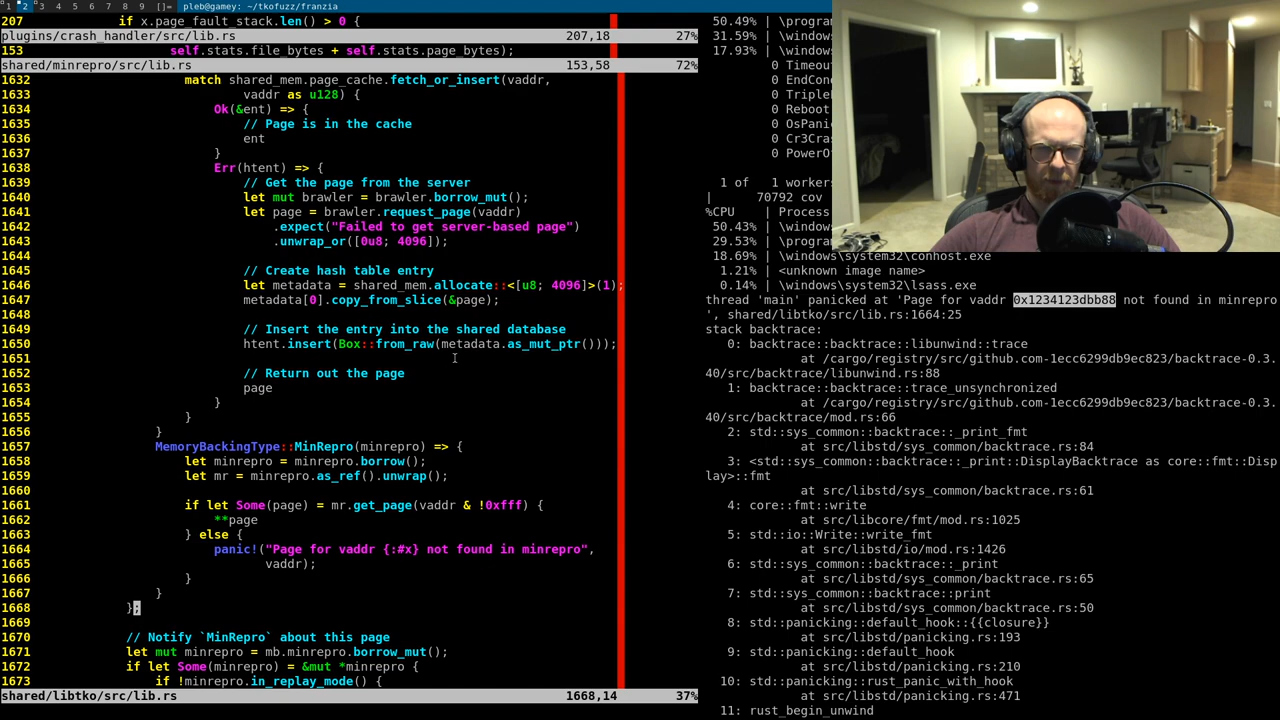 1 2 3 4 5 6 7 8 9 []= pleb@gamey: ~/tkofuzz/franzia
207 if x.page_fault_stack.len() > 0 {
plugins/crash_handler/src/lib.rs 207,18 27%
153 self.stats.file_bytes + self.stats.page_bytes);
shared/minrepro/src/lib.rs 153,58 72%
1632 match shared_mem.page_cache.fetch_or_insert(vaddr,
1633 vaddr as u128) {
1634 Ok(&ent) => {
1635 // Page is in the cache
1636 ent
1637 }
1638 Err(htent) => {
1639 // Get the page from the server
1640 let mut brawler = brawler.borrow_mut();
1641 let page = brawler.request_page(vaddr)
1642 .expect("Failed to get server-based page")
1643 .unwrap_or([0u8; 4096]);
1644
1645 // Create hash table entry
1646 let metadata = shared_mem.allocate::<[u8; 4096]>(1);
1647 metadata[0].copy_from_slice(&page);
1648
1649 // Insert the entry into the shared database
1650 htent.insert(Box::from_raw(metadata.as_mut_ptr()));
1651
1652 // Return out the page
1653 page
1654 }
1655 }
1656 }
1657 MemoryBackingType::MinRepro(minrepro) => {
1658 let minrepro = minrepro.borrow();
1659 let mr = minrepro.as_ref().unwrap();
1660
1661 if let Some(page) = mr.get_page(vaddr & !0xfff) {
1662 **page
1663 } else {
1664 panic!("Page for vaddr {:#x} not found in minrepro",
1665 vaddr);
1666 }
1667 }
1668 };
1669
1670 // Notify `MinRepro` about this page
1671 let mut minrepro = mb.minrepro.borrow_mut();
1672 if let Some(minrepro) = &mut *minrepro {
1673 if !minrepro.in_replay_mode() {
shared/libtko/src/lib.rs 1668,14 37%
50.49% | \program
31.59% | \windows
17.93% | \windows
0 Timeou
0 EndCon
0 Triple
0 Reboot
0 OsPani
0 Cr3Cra
0 PowerO
1 of 1 workers
| 70792 cov
%CPU | Process
50.43% | \windows
29.53% | \progra
18.69% | \windows\system32\conhost.exe
1.21% | <unknown image name>
0.14% | \windows\system32\lsass.exe
thread 'main' panicked at 'Page for vaddr 0x1234123dbb88 not found in minrepro
', shared/libtko/src/lib.rs:1664:25
stack backtrace:
0: backtrace::backtrace::libunwind::trace
at /cargo/registry/src/github.com-1ecc6299db9ec823/backtrace-0.3.
40/src/backtrace/libunwind.rs:88
1: backtrace::backtrace::trace_unsynchronized
at /cargo/registry/src/github.com-1ecc6299db9ec823/backtrace-0.3.
40/src/backtrace/mod.rs:66
2: std::sys_common::backtrace::_print_fmt
at src/libstd/sys_common/backtrace.rs:84
3: <std::sys_common::backtrace::_print::DisplayBacktrace as core::fmt::Disp
lay>::fmt
at src/libstd/sys_common/backtrace.rs:61
4: core::fmt::write
at src/libcore/fmt/mod.rs:1025
5: std::io::Write::write_fmt
at src/libstd/io/mod.rs:1426
6: std::sys_common::backtrace::_print
at src/libstd/sys_common/backtrace.rs:65
7: std::sys_common::backtrace::print
at src/libstd/sys_common/backtrace.rs:50
8: std::panicking::default_hook::{{closure}}
at src/libstd/panicking.rs:193
9: std::panicking::default_hook
at src/libstd/panicking.rs:210
10: std::panicking::rust_panic_with_hook
at src/libstd/panicking.rs:471
11: rust_begin_unwind